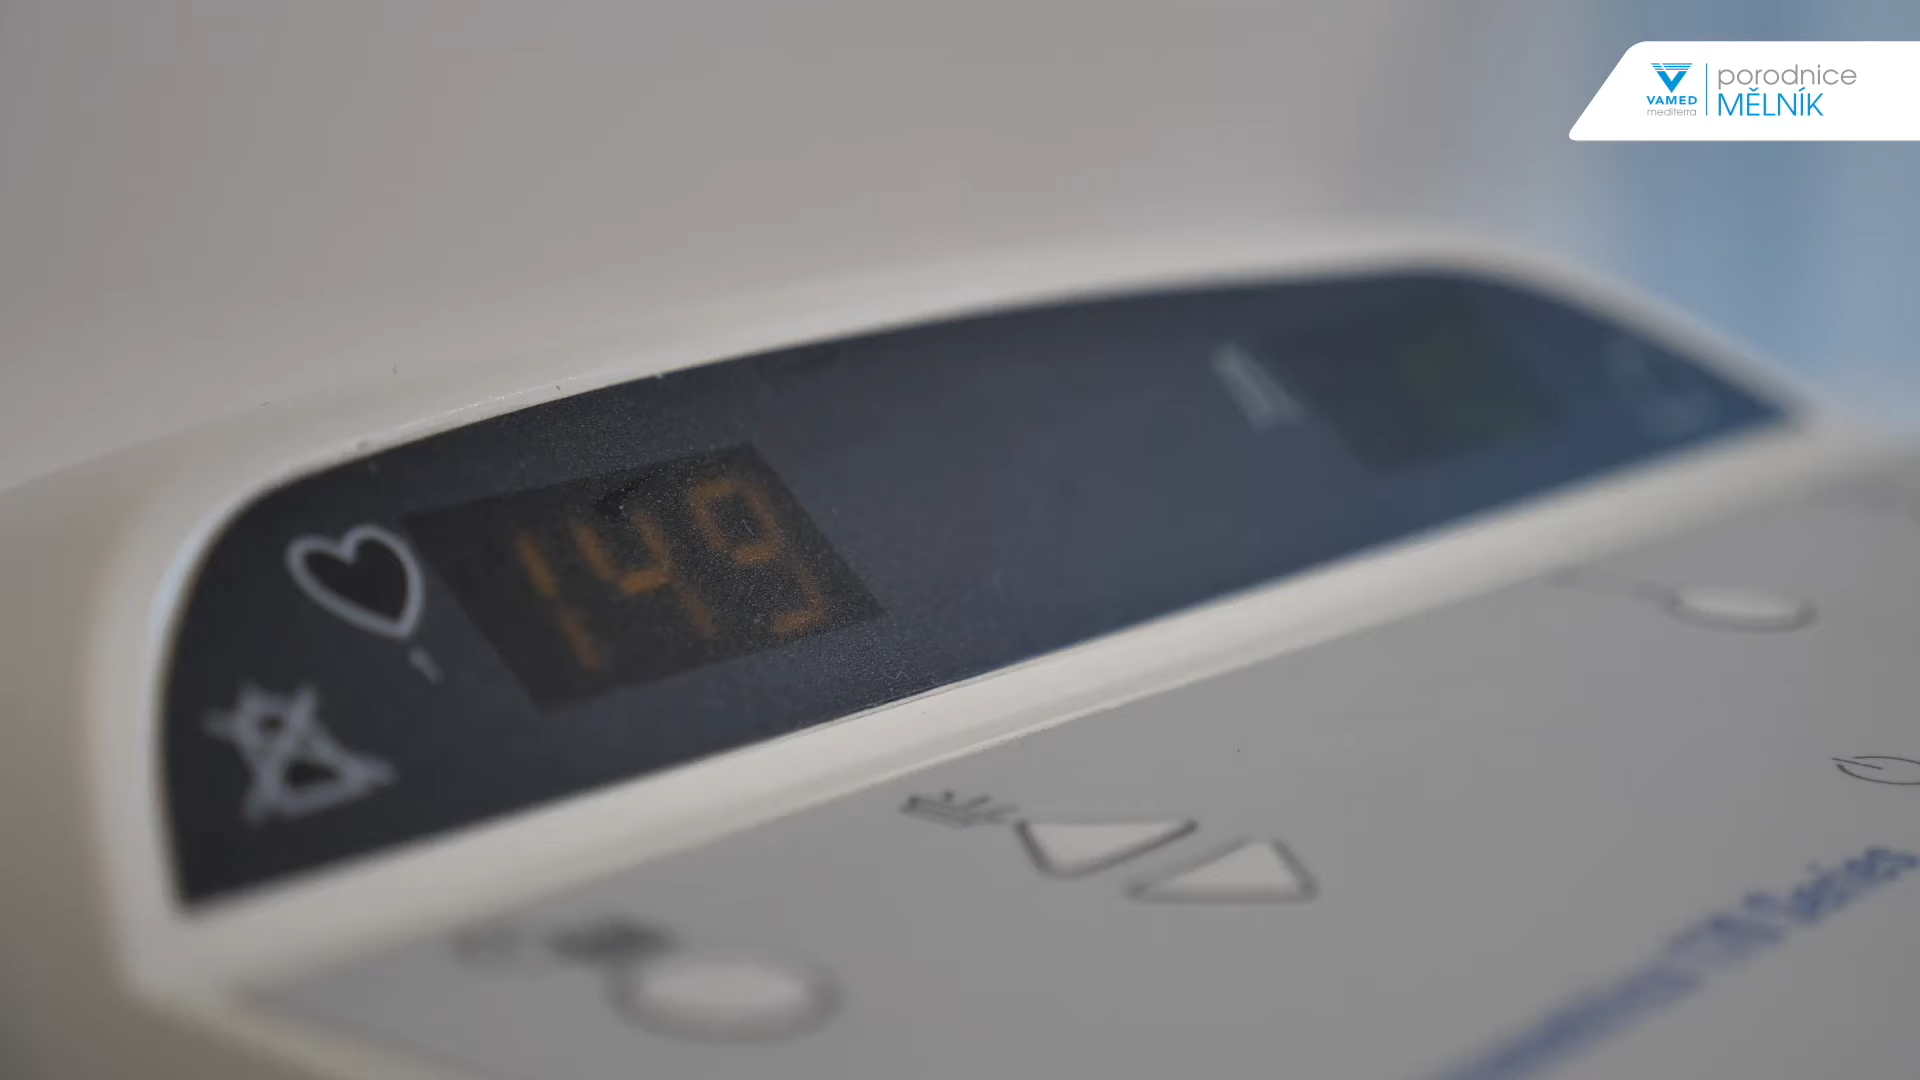 VAMED
mediterra
porodnice
MĚLNÍK
149